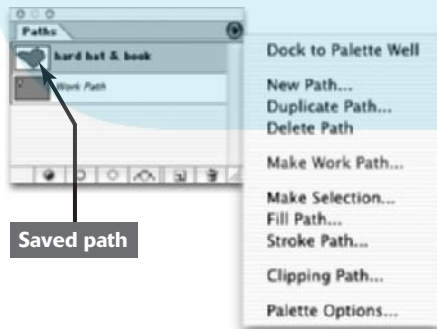 Paths
hard hat & book
Work Path
Saved path
Dock to Palette Well
New Path...
Duplicate Path...
Delete Path
Make Work Path...
Make Selection...
Fill Path...
Stroke Path...
Clipping Path...
Palette Options...